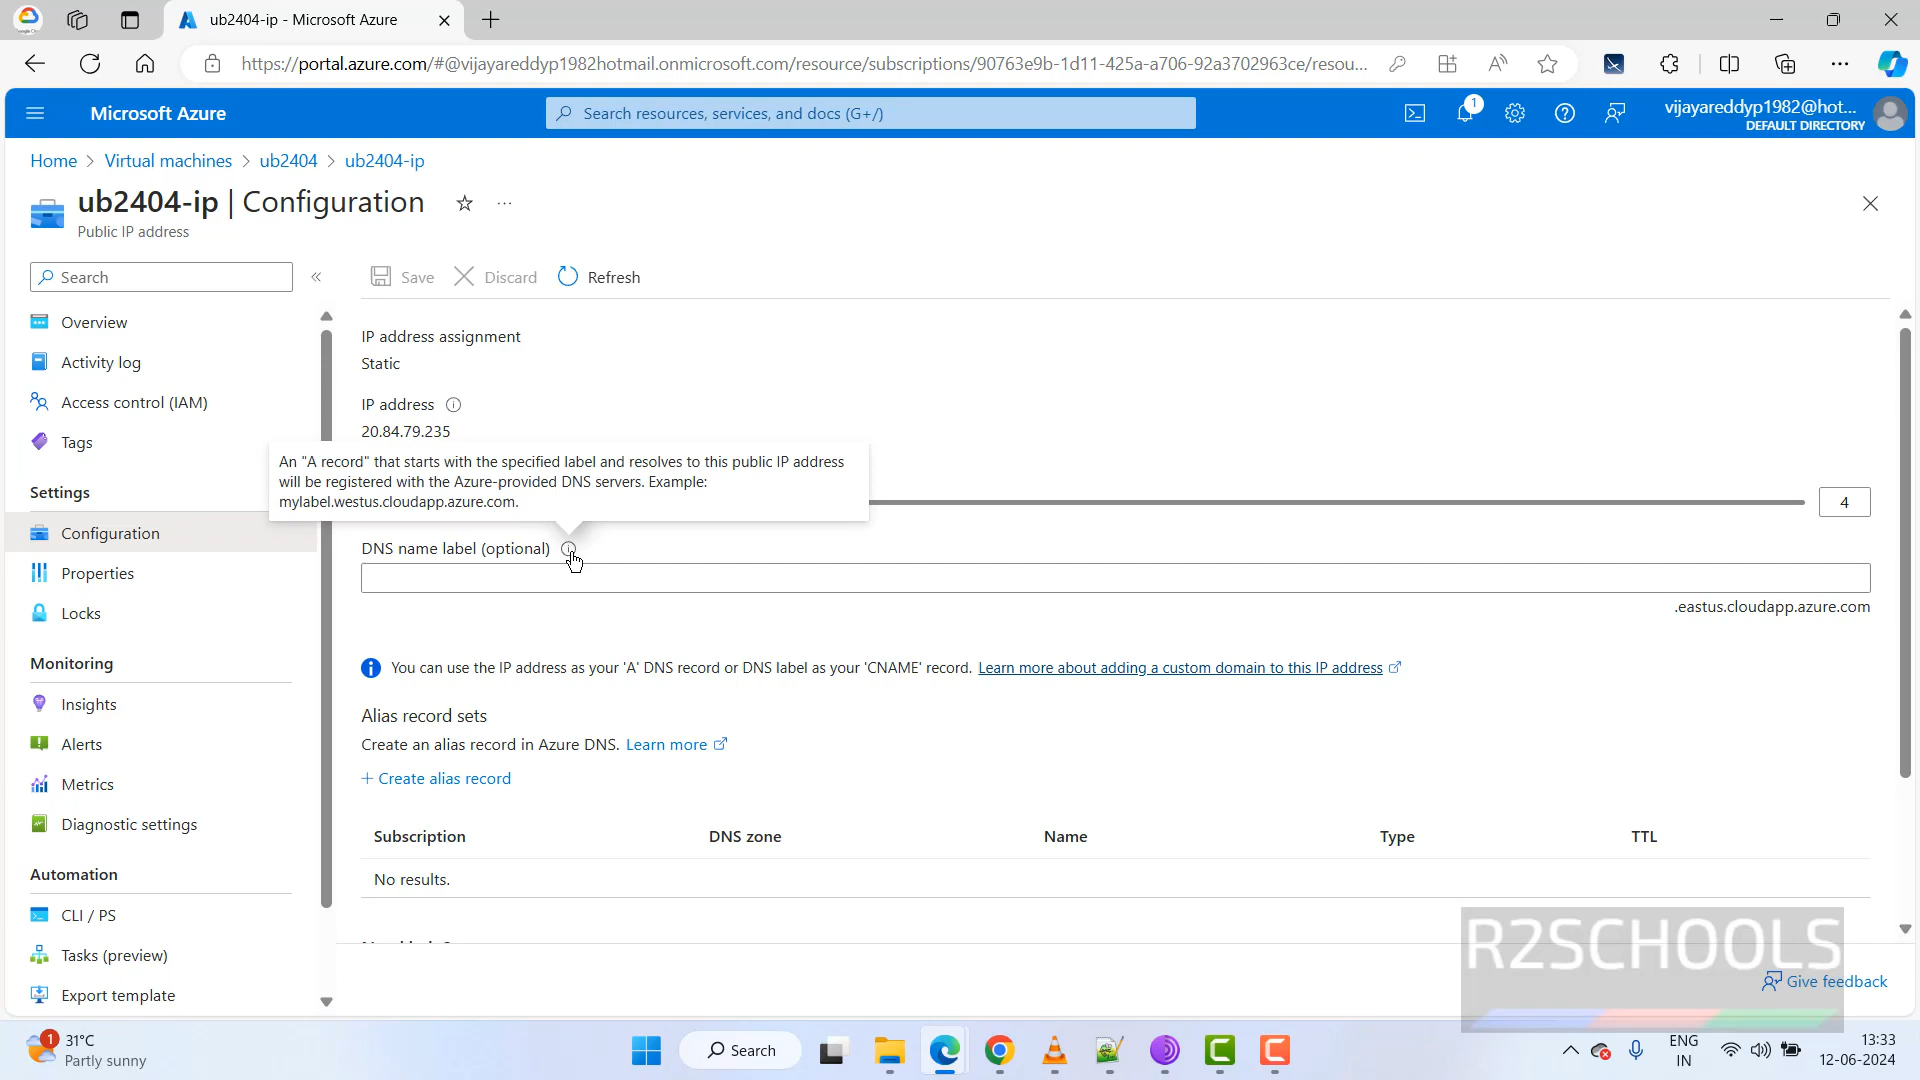 ub2404-ip - Microsoft Azure
https://portal.azure.com/#@vijayareddyp1982hotmail.onmicrosoft.com/resource/subscriptions/90763e9b-1d11-425a-a706-92a3702963ce/resou...
Microsoft Azure
Search resources, services, and docs (G+/)
1
vijayareddyp1982@hot...
DEFAULT DIRECTORY
Home > Virtual machines > ub2404 > ub2404-ip
ub2404-ip | Configuration
Public IP address
Search
Save
Discard
Refresh
Overview
Activity log
Access control (IAM)
Tags
Settings
Configuration
Properties
Locks
Monitoring
Insights
Alerts
Metrics
Diagnostic settings
Automation
CLI / PS
Tasks (preview)
Export template
IP address assignment
Static
IP address
20.84.79.235
An "A record" that starts with the specified label and resolves to this public IP address
will be registered with the Azure-provided DNS servers. Example:
mylabel.westus.cloudapp.azure.com.
4
DNS name label (optional)
.eastus.cloudapp.azure.com
You can use the IP address as your 'A' DNS record or DNS label as your 'CNAME' record. Learn more about adding a custom domain to this IP address
Alias record sets
Create an alias record in Azure DNS. Learn more
+ Create alias record
Subscription DNS zone Name Type TTL
No results.
R2SCHOOLS
Give feedback
1
31°C
Partly sunny
Search
ENG
IN
13:33
12-06-2024